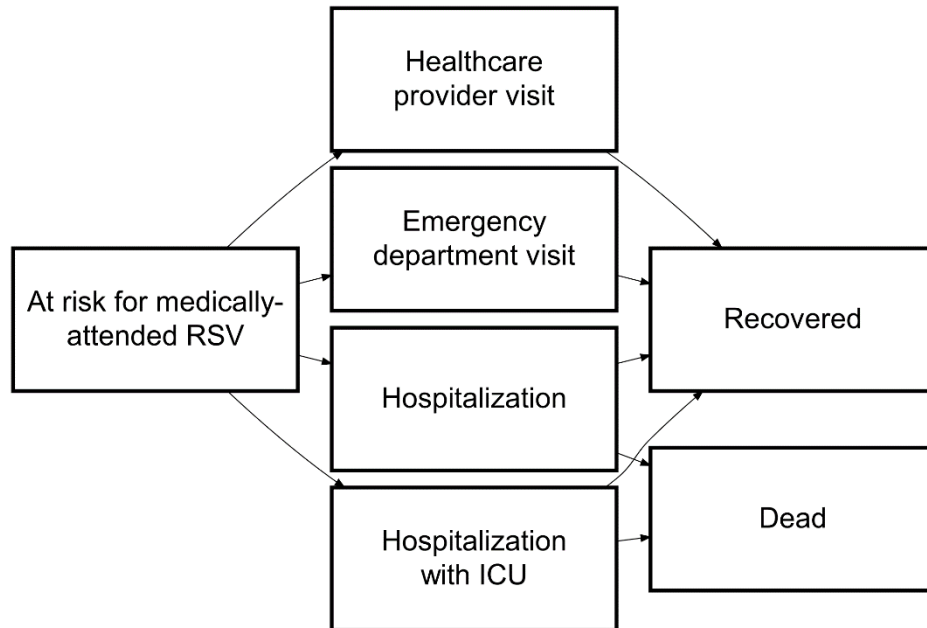 Healthcare
provider visit
Emergency
department visit
At risk for medically-
attended RSV
Recovered
Hospitalization
Dead
Hospitalization
with ICU